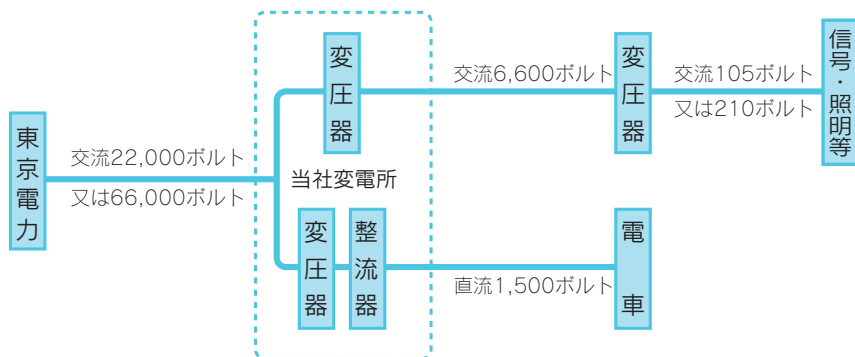 東京電力
交流22,000ボルト
又は66,000ボルト
変圧器
当社変電所
変圧器
整流器
交流6,600ボルト
変圧器
交流105ボルト
又は210ボルト
信号・照明等
直流1,500ボルト
電車